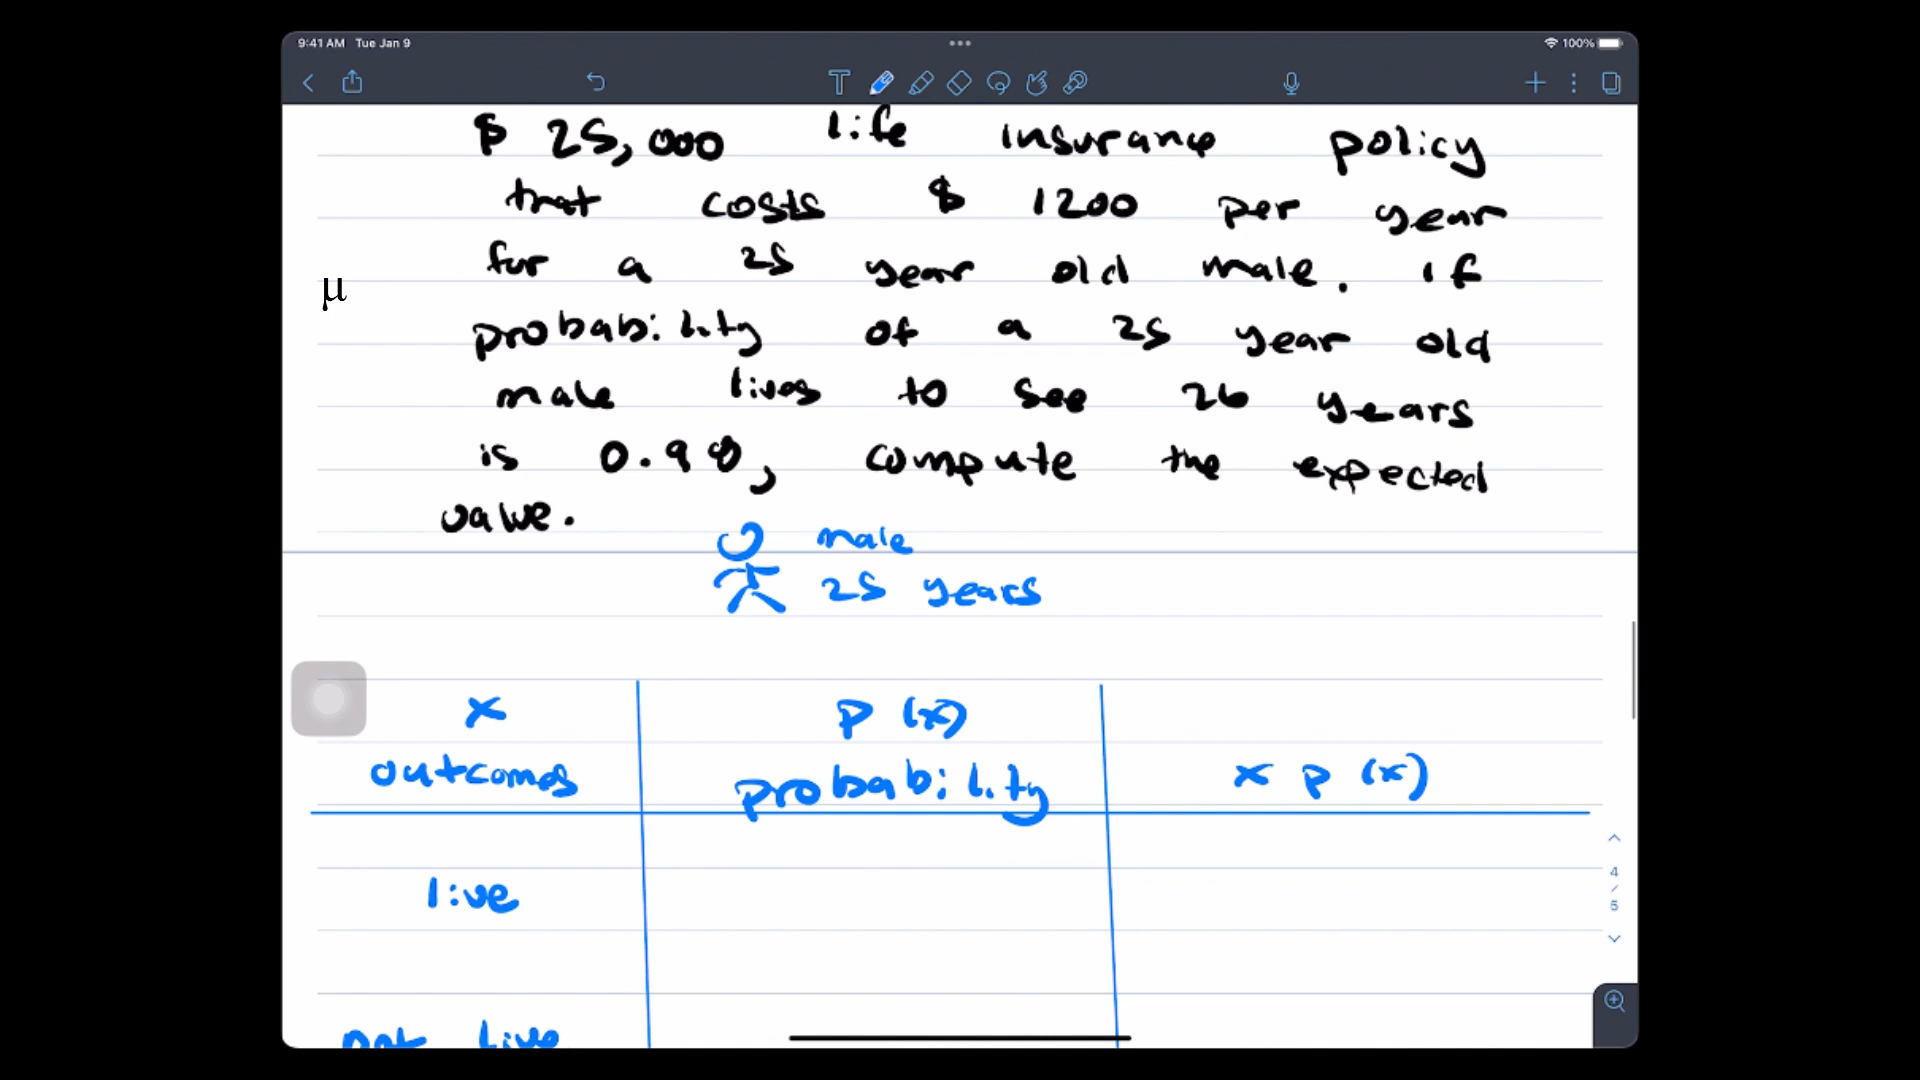 9:41 AM Tue Jan 9
100%
$ 25,000 life insurance policy
that costs $ 1200 per year
for a 25 year old male. if
μ
probability of a 25 year old
male lives to see 26 years
is 0.98, compute the expected
value.
male
25 years
x p (x)
outcomes probability x p (x)
live
4
/
5
not live